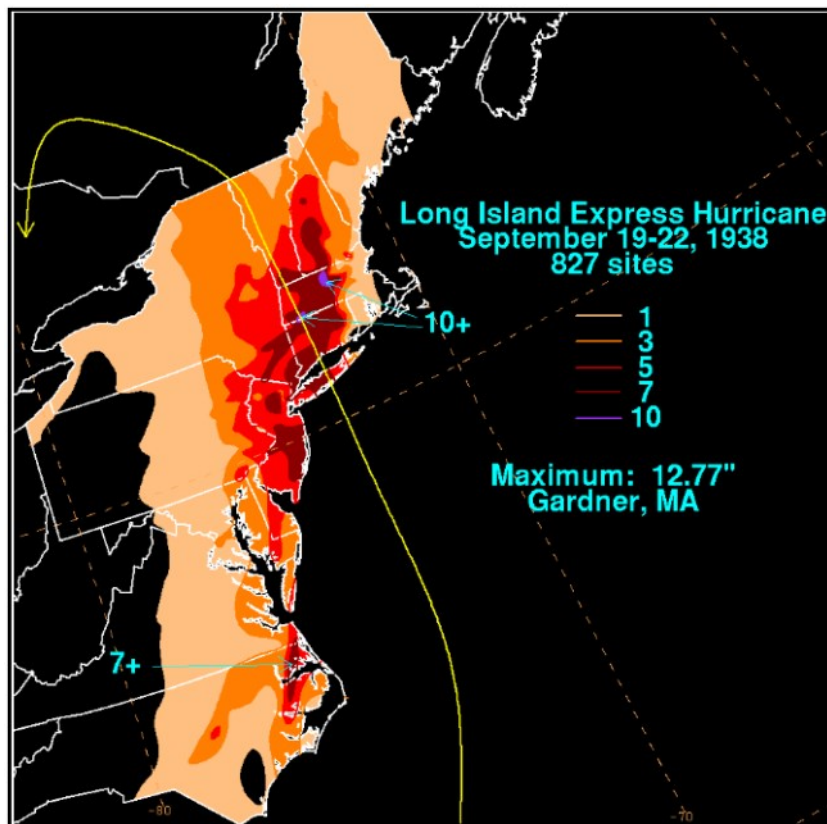 Long Island Express Hurricane
September 19-22, 1938
827 sites
10+
1
3
5
7
10
Maximum: 12.77"
Gardner, MA
7+
-80
-70